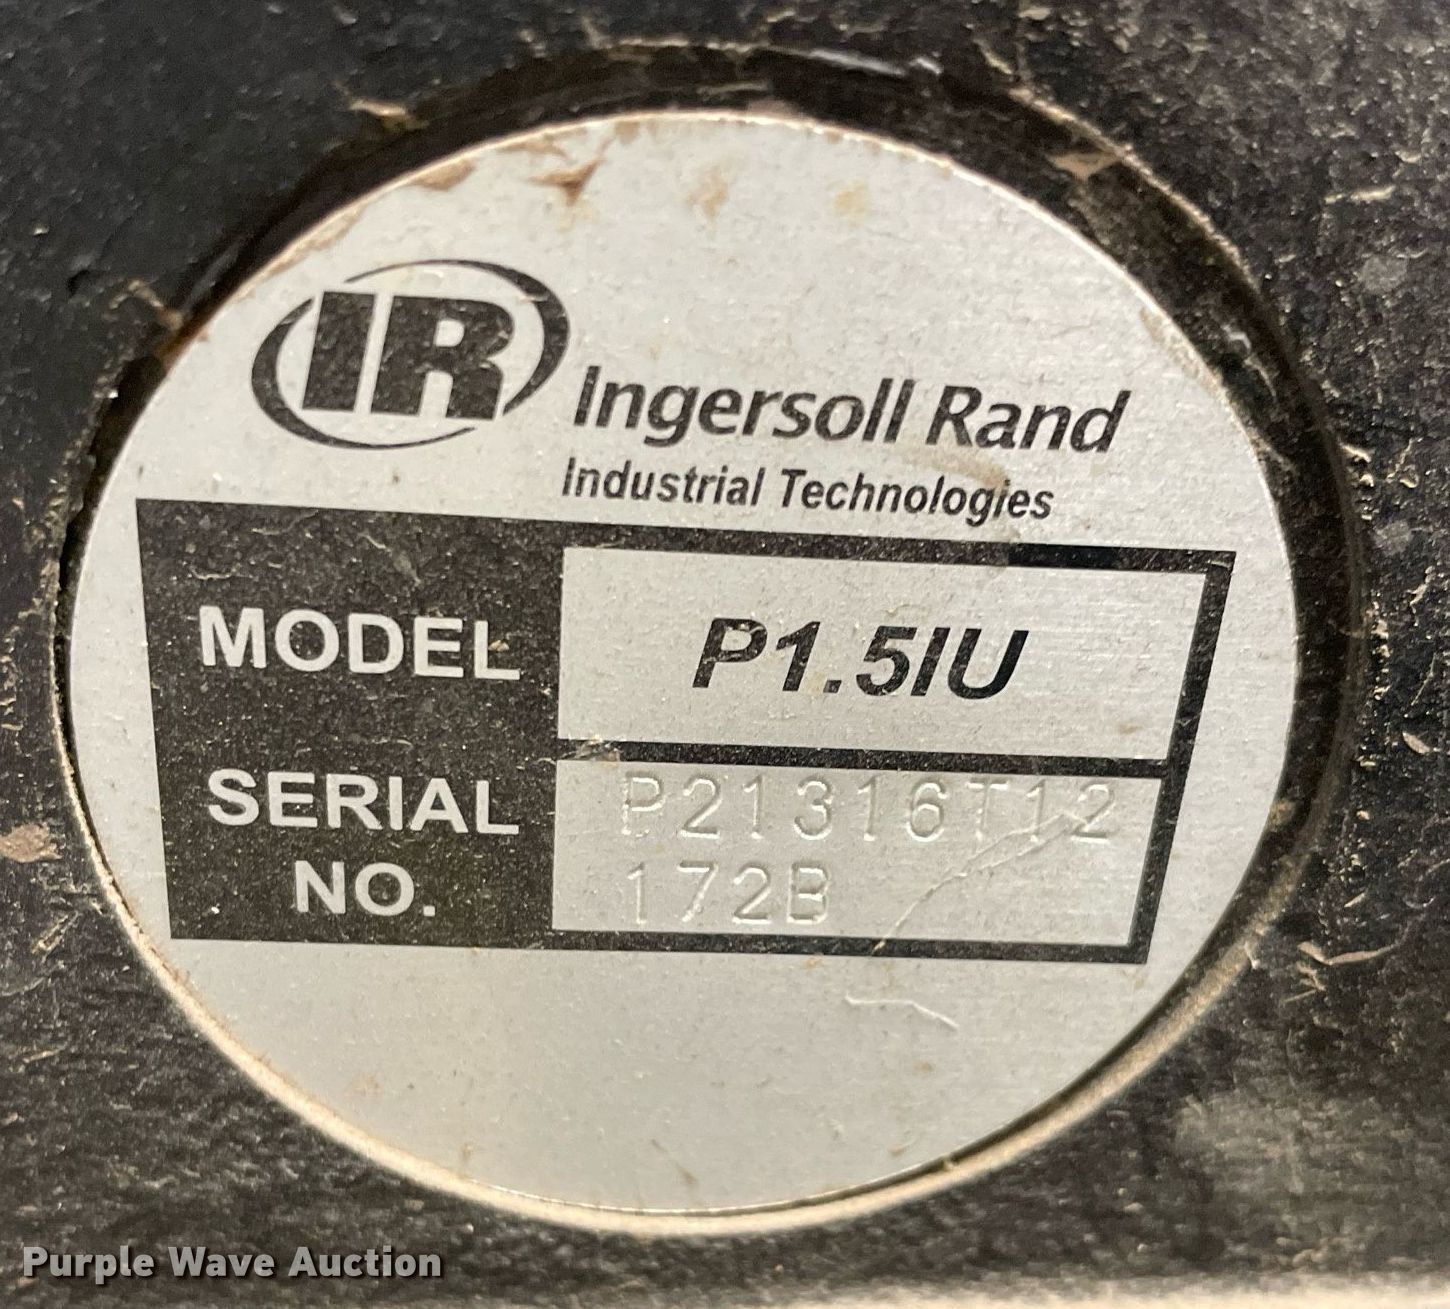 IR
Ingersoll Rand
Industrial Technologies
MODEL P1.5IU
SERIAL NO. P21316T12
172B
Purple Wave Auction